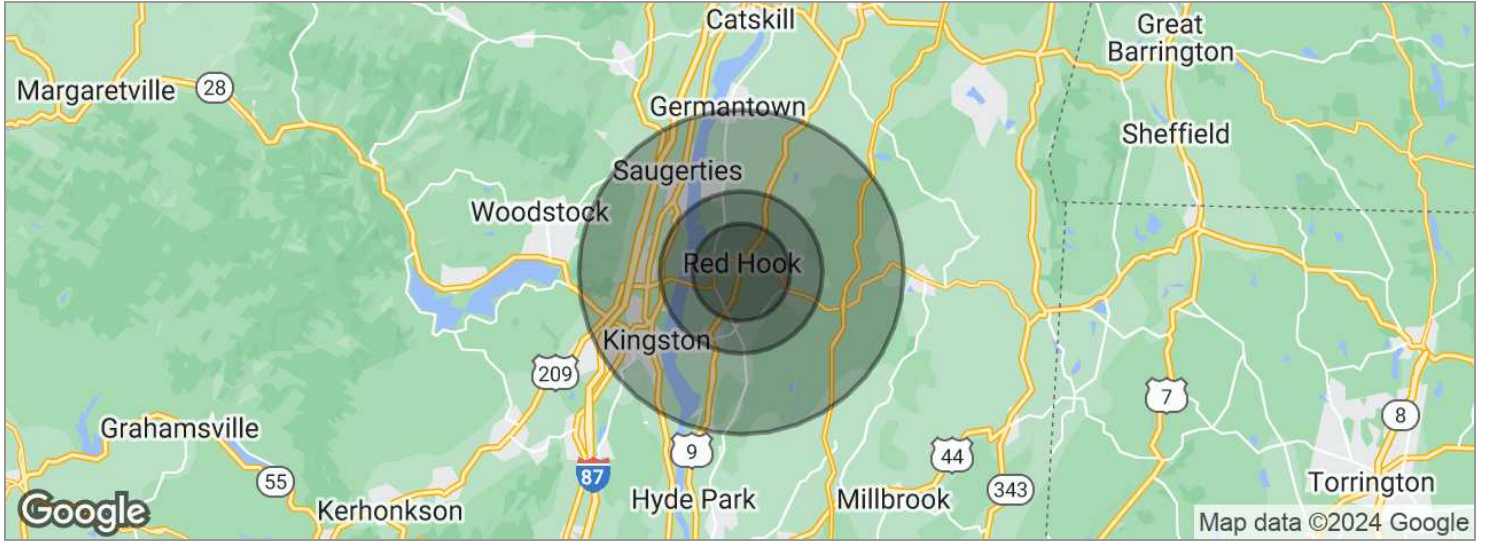 Catskill
Great
Barrington
Margaretville
28
Germantown
Sheffield
Saugerties
Woodstock
Red Hook
Kingston
209
7
8
Grahamsville
9
44
87
55
343
Torrington
Kerhonkson
Hyde Park
Millbrook
Google
Map data ©2024 Google